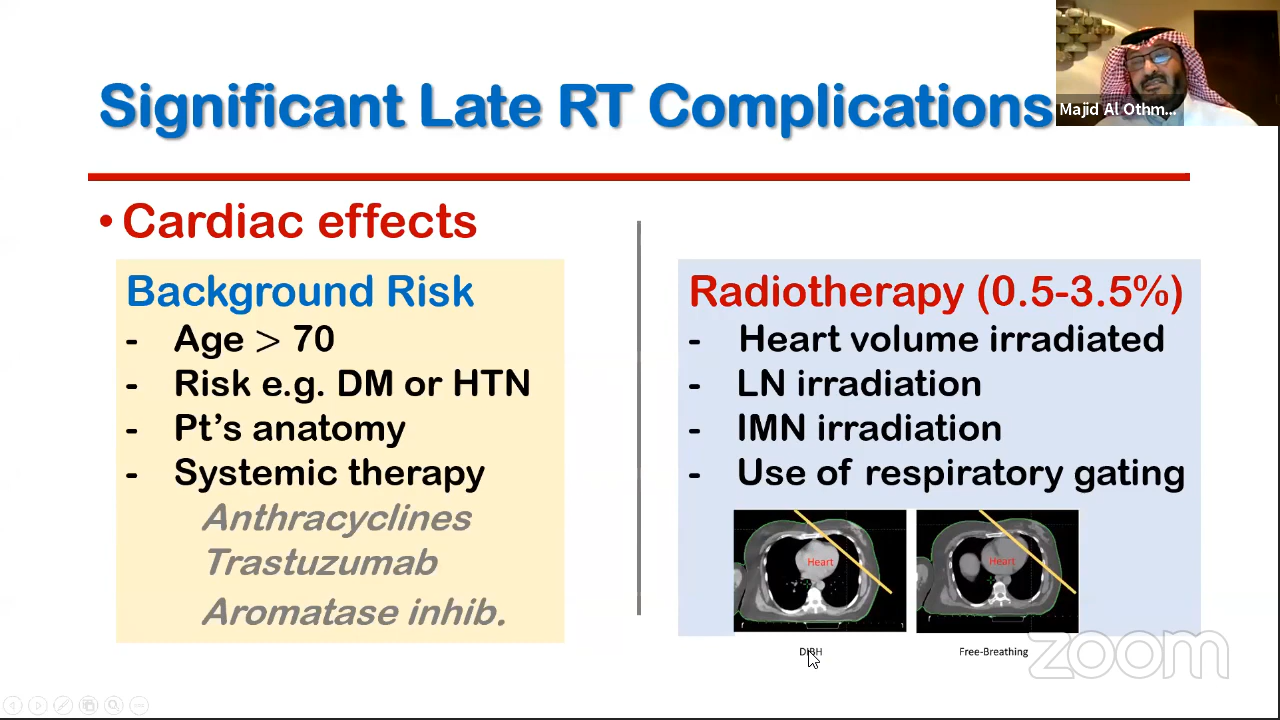 Significant Late RT Complications
Majid Al Othm...
• Cardiac effects
Background Risk
- Age > 70
- Risk e.g. DM or HTN
- Pt's anatomy
- Systemic therapy
Anthracyclines
Trastuzumab
Aromatase inhib.
Radiotherapy (0.5-3.5%)
- Heart volume irradiated
- LN irradiation
- IMN irradiation
- Use of respiratory gating
Heart
Heart
DIBH
Free-Breathing
zoom